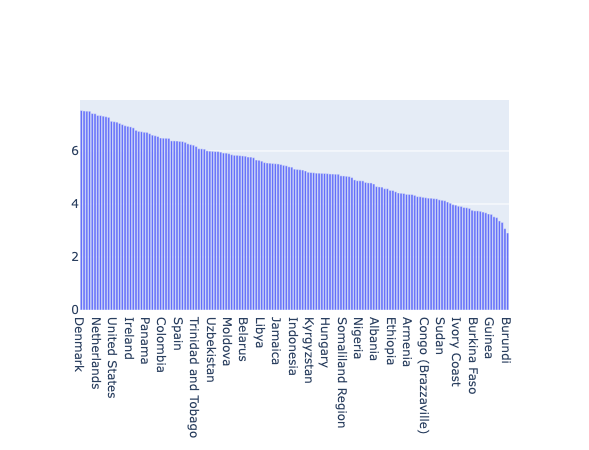 6
4
2
0
Denmark
Netherlands
United States
Ireland
Panama
Colombia
Spain
Trinidad and Tobago
Uzbekistan
Moldova
Belarus
Libya
Jamaica
Indonesia
Kyrgyzstan
Hungary
Somaliland Region
Nigeria
Albania
Ethiopia
Armenia
Congo (Brazzaville)
Sudan
Ivory Coast
Burkina Faso
Guinea
Burundi